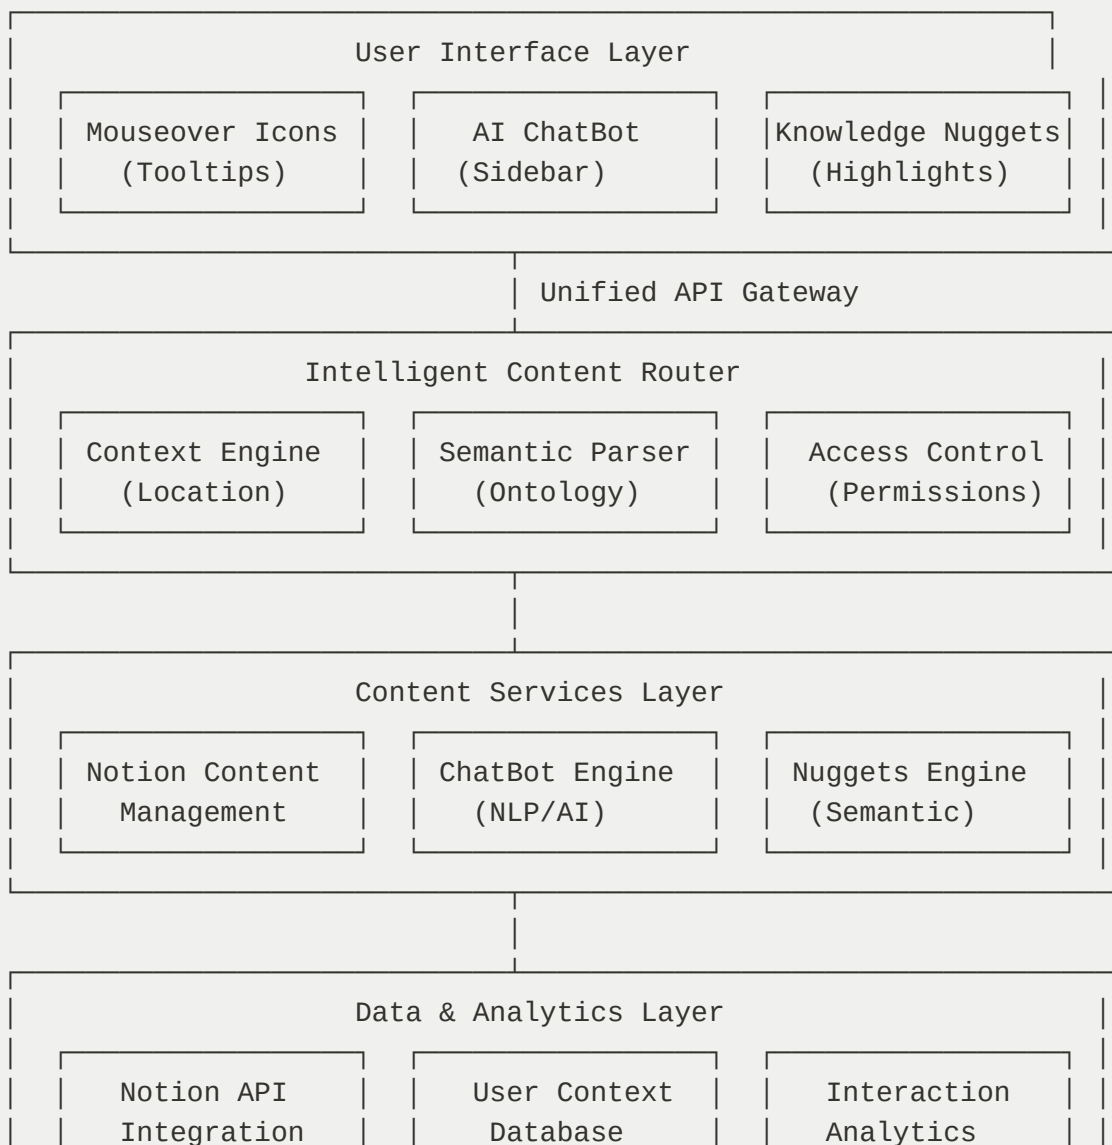 User Interface Layer
Mouseover Icons AI ChatBot Knowledge Nuggets
(Tooltips) (Sidebar) (Highlights)
Unified API Gateway
Intelligent Content Router
Context Engine Semantic Parser Access Control
(Location) (Ontology) (Permissions)
Content Services Layer
Notion Content ChatBot Engine Nuggets Engine
Management (NLP/AI) (Semantic)
Data & Analytics Layer
Notion API User Context Interaction
Integration Database Analytics